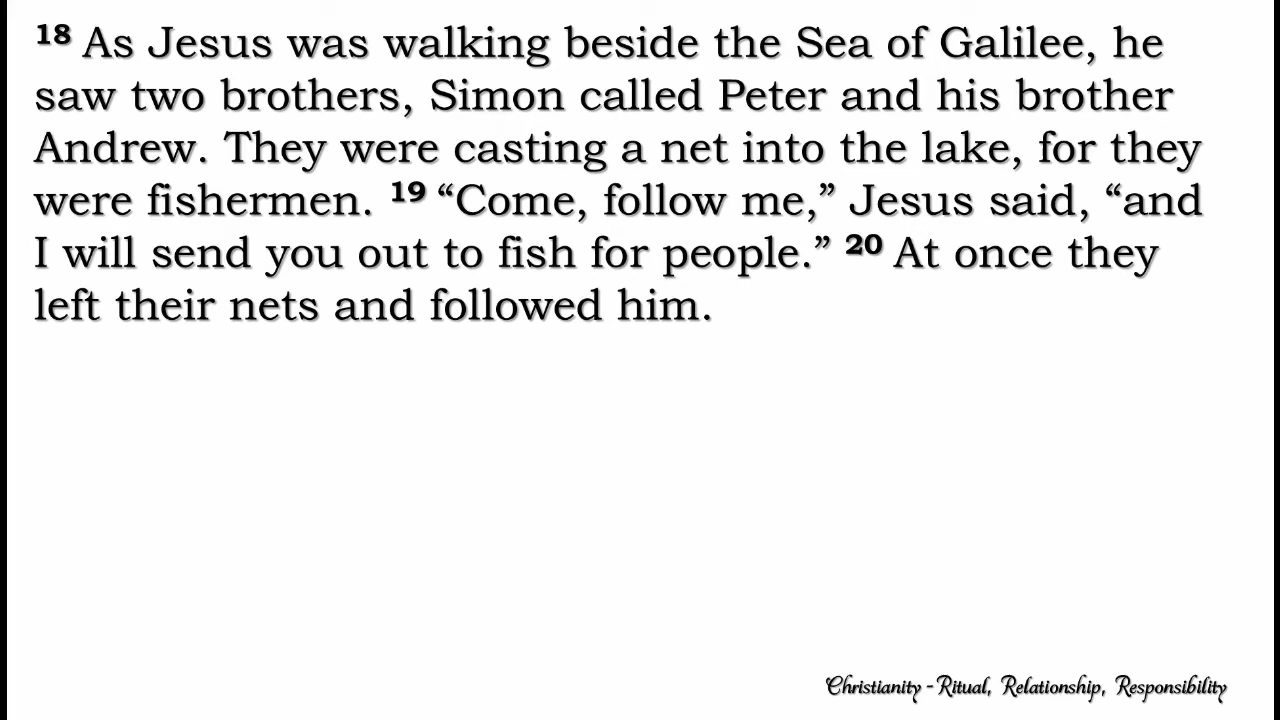 18 As Jesus was walking beside the Sea of Galilee, he
saw two brothers, Simon called Peter and his brother
Andrew. They were casting a net into the lake, for they
were fishermen. 19 “Come, follow me,” Jesus said, “and
I will send you out to fish for people.” 20 At once they
left their nets and followed him.
Christianity - Ritual, Relationship, Responsibility